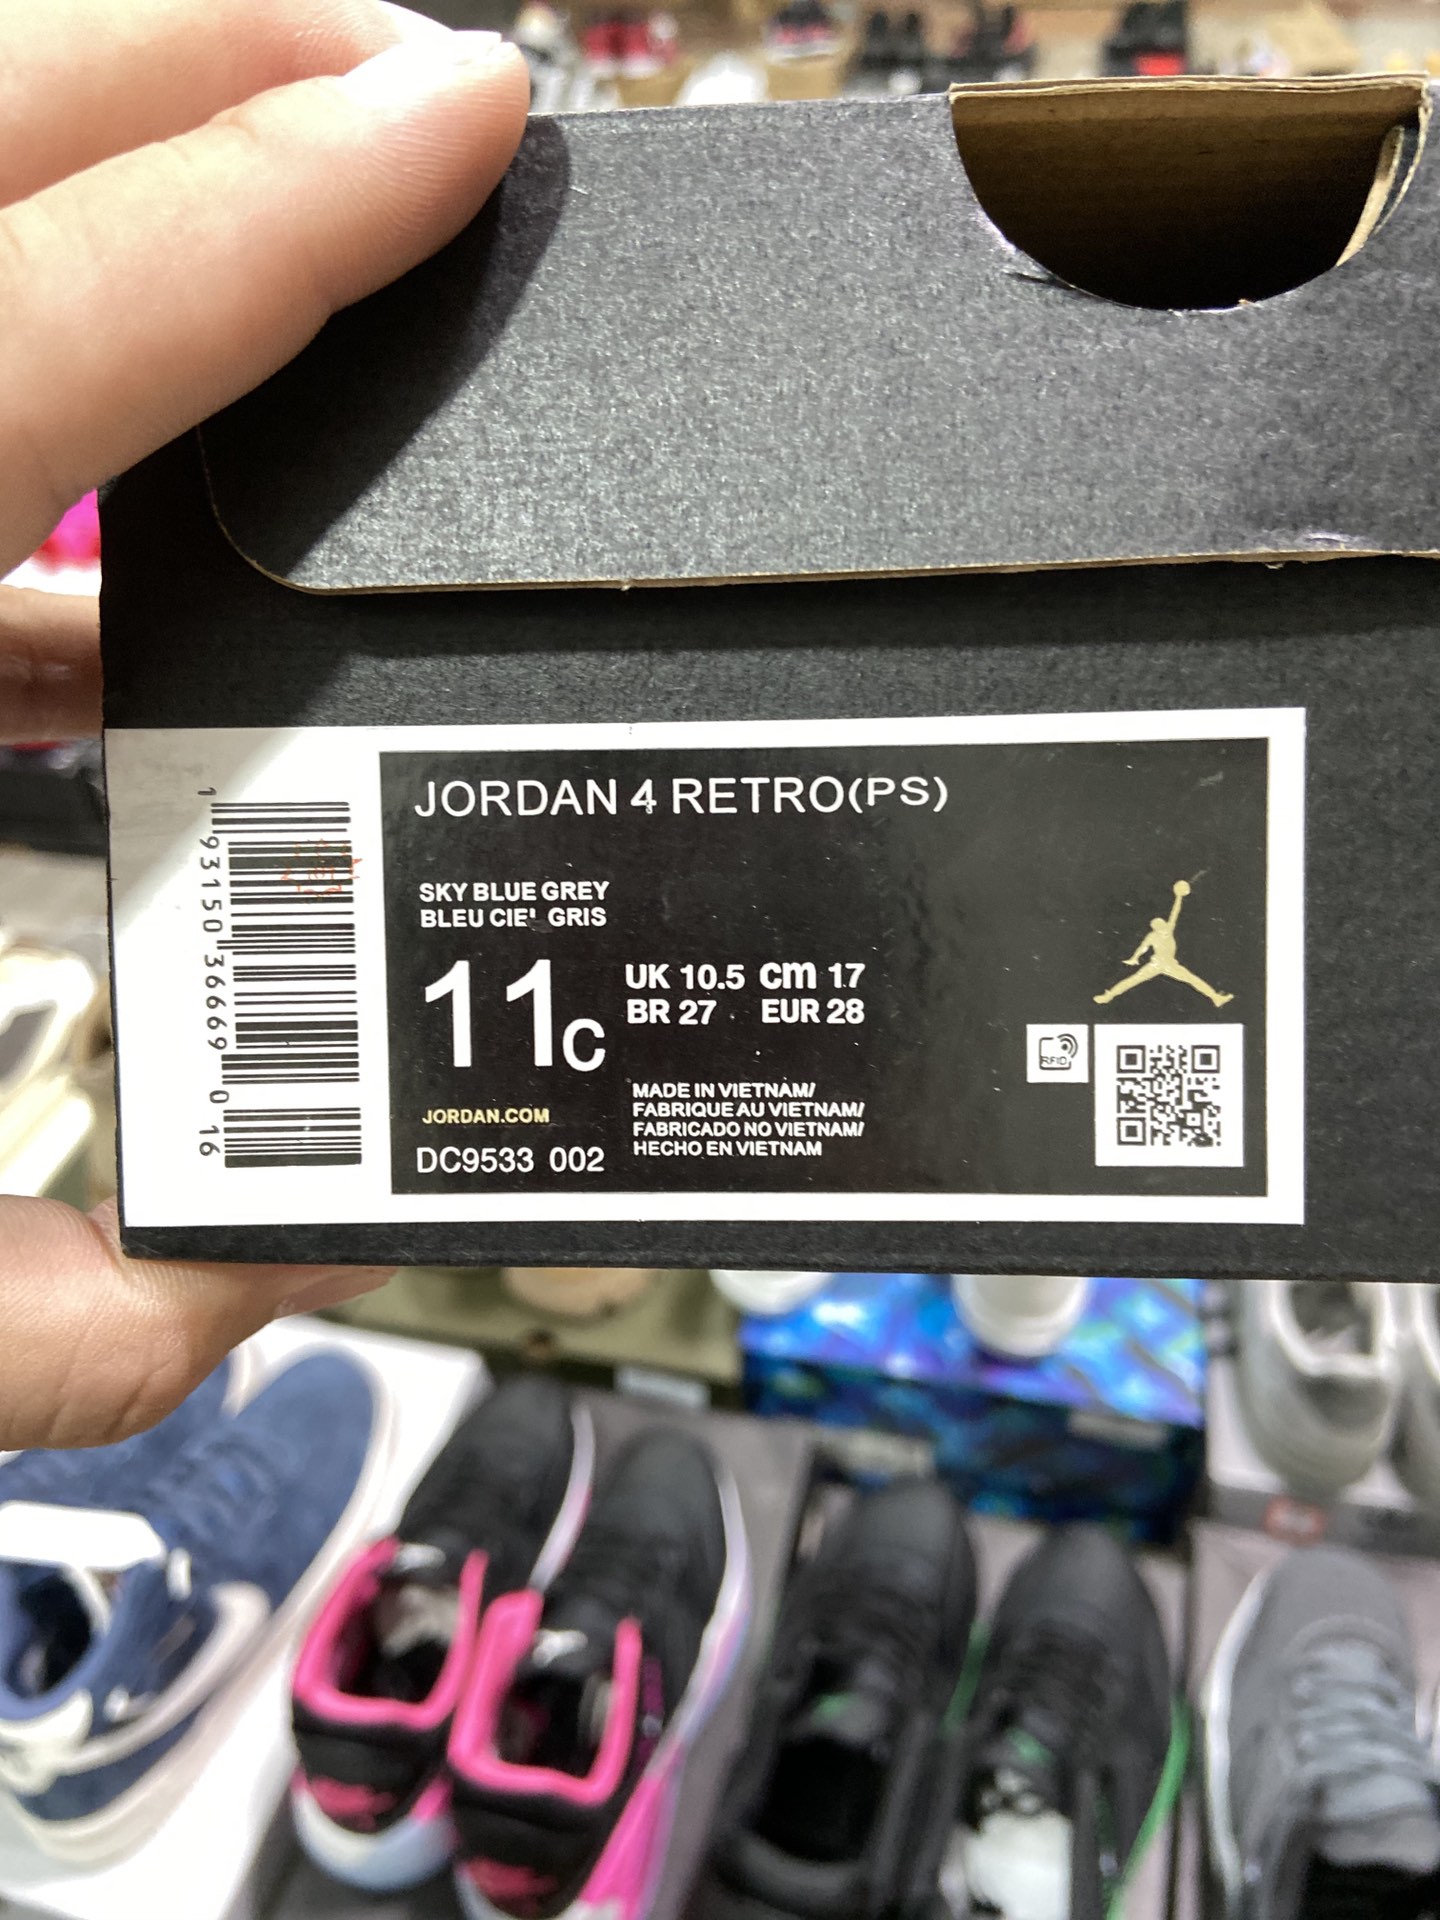 JORDAN 4 RETRO(PS)
SKY BLUE GREY
BLEU CIEL GRIS
11C
UK 10.5 cm 17
BR 27 EUR 28
MADE IN VIETNAM/
FABRIQUE AU VIETNAM/
FABRICADO NO VIETNAM/
HECHO EN VIETNAM
JORDAN.COM
DC9533 002
RFID
1 93150 36669 0 16